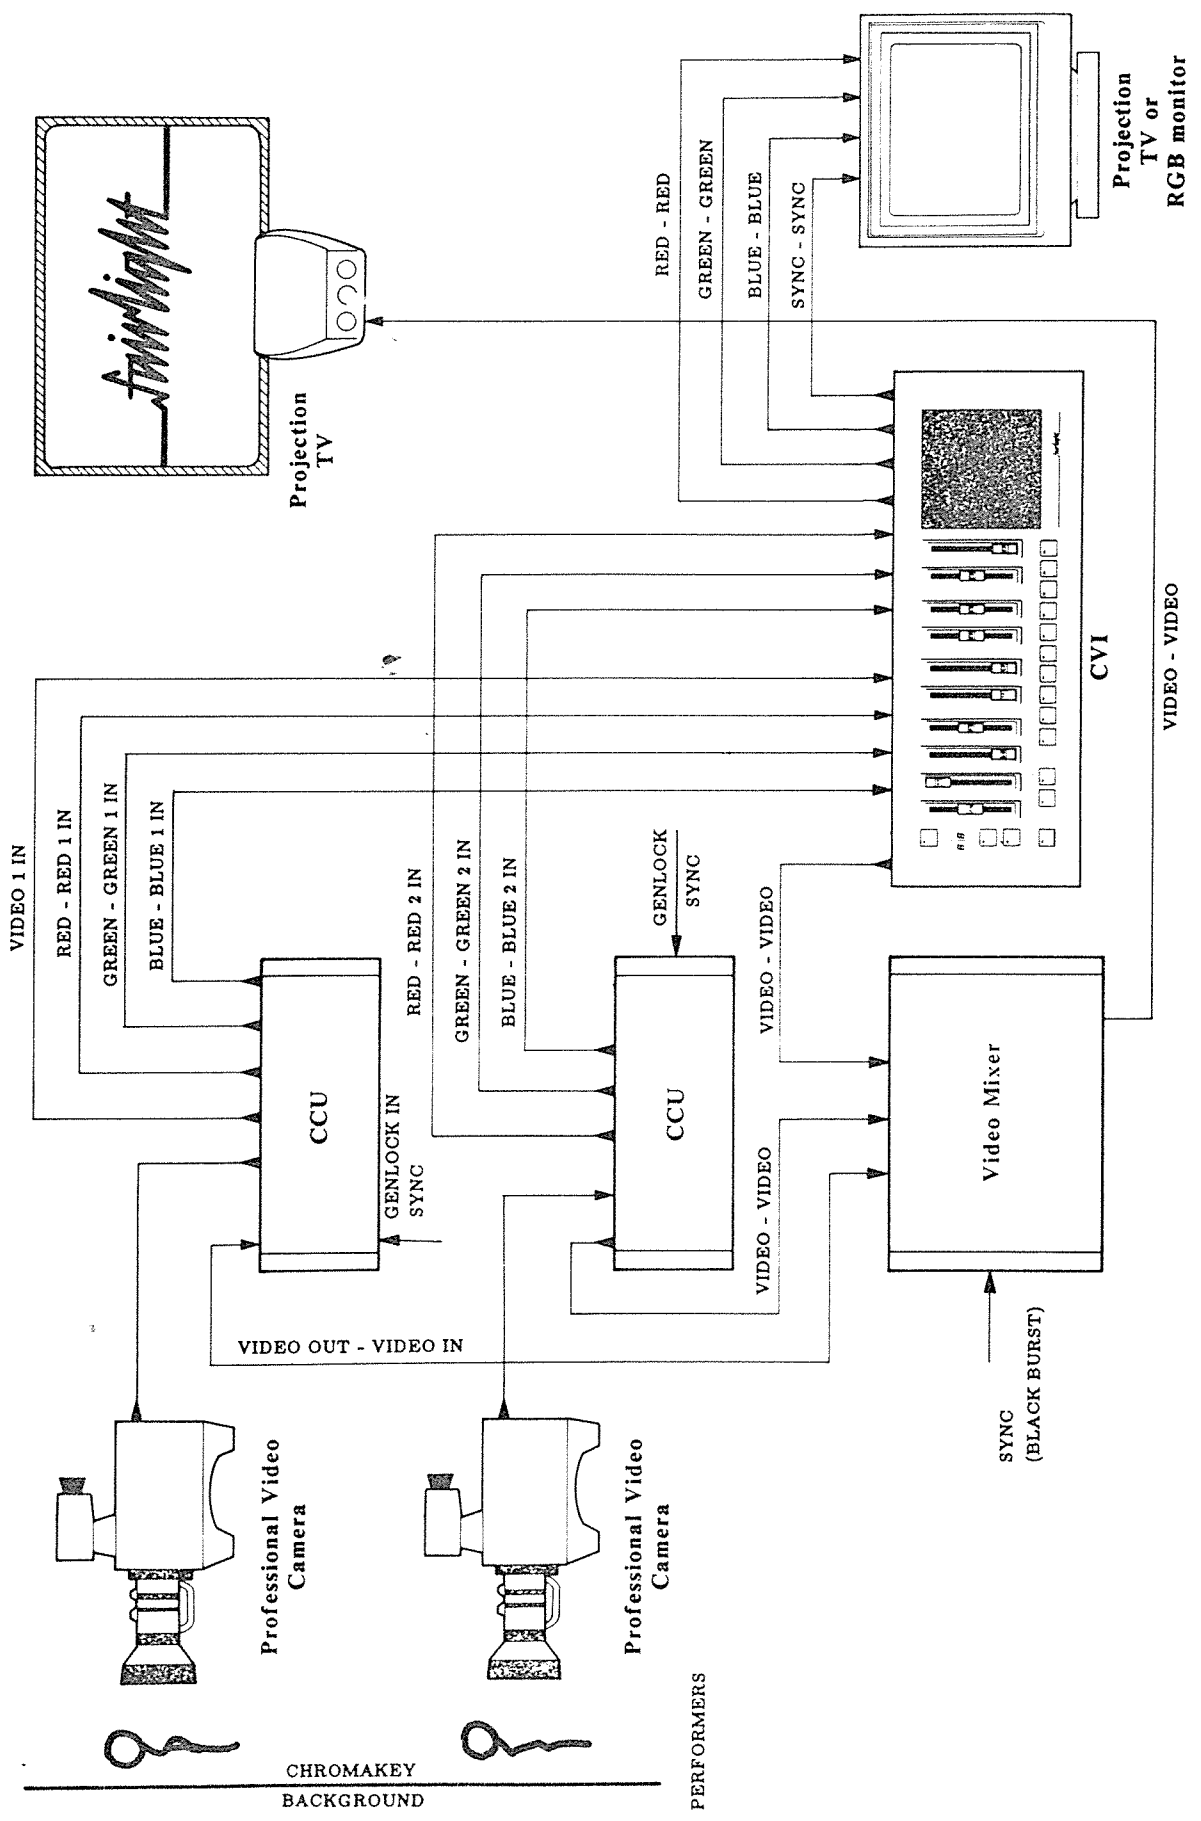 fairlight
Projection
TV
RED - RED
GREEN - GREEN
BLUE - BLUE
SYNC - SYNC
Projection
TV or
RGB monitor
VIDEO 1 IN
RED - RED 1 IN
GREEN - GREEN 1 IN
BLUE - BLUE 1 IN
RED - RED 2 IN
GREEN - GREEN 2 IN
BLUE - BLUE 2 IN
GENLOCK
SYNC
VIDEO - VIDEO
CVI
VIDEO - VIDEO
CCU
GENLOCK IN
SYNC
CCU
VIDEO - VIDEO
Video Mixer
VIDEO OUT - VIDEO IN
SYNC
(BLACK BURST)
Professional Video
Camera
Professional Video
Camera
PERFORMERS
CHROMAKEY
BACKGROUND